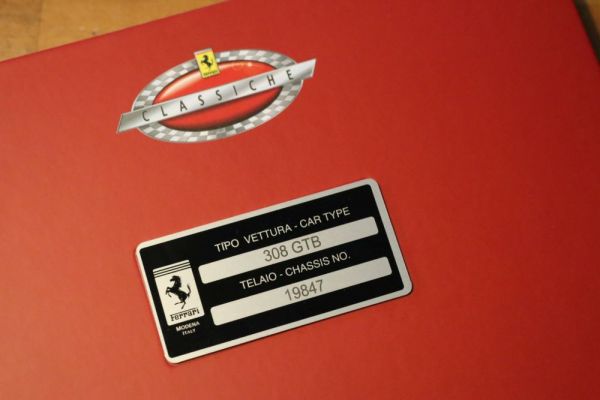 CLASSICHE
TIPO VETTURA - CAR TYPE
308 GTB
TELAIO - CHASSIS NO.
19847
Ferrari
MODENA
ITALY